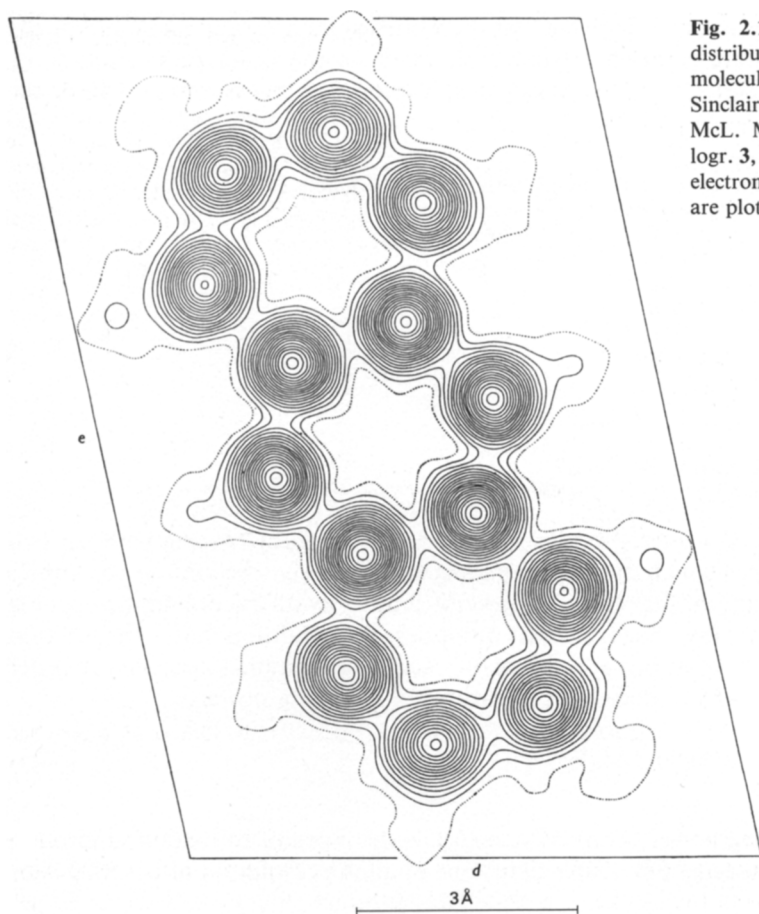 Fig. 2.
distribu
molecul
Sinclair
McL. M
logr. 3,
electron
are plot
e
d
3Å